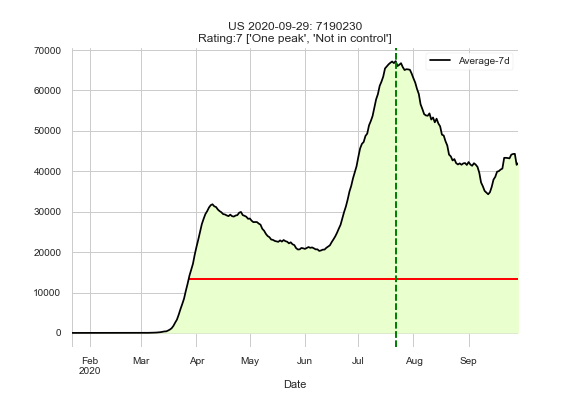 US 2020-09-29: 7190230
Rating:7 ['One peak', 'Not in control']
Average-7d
70000
60000
50000
40000
30000
20000
10000
0
Feb Mar Apr May Jun Jul Aug Sep
2020
Date